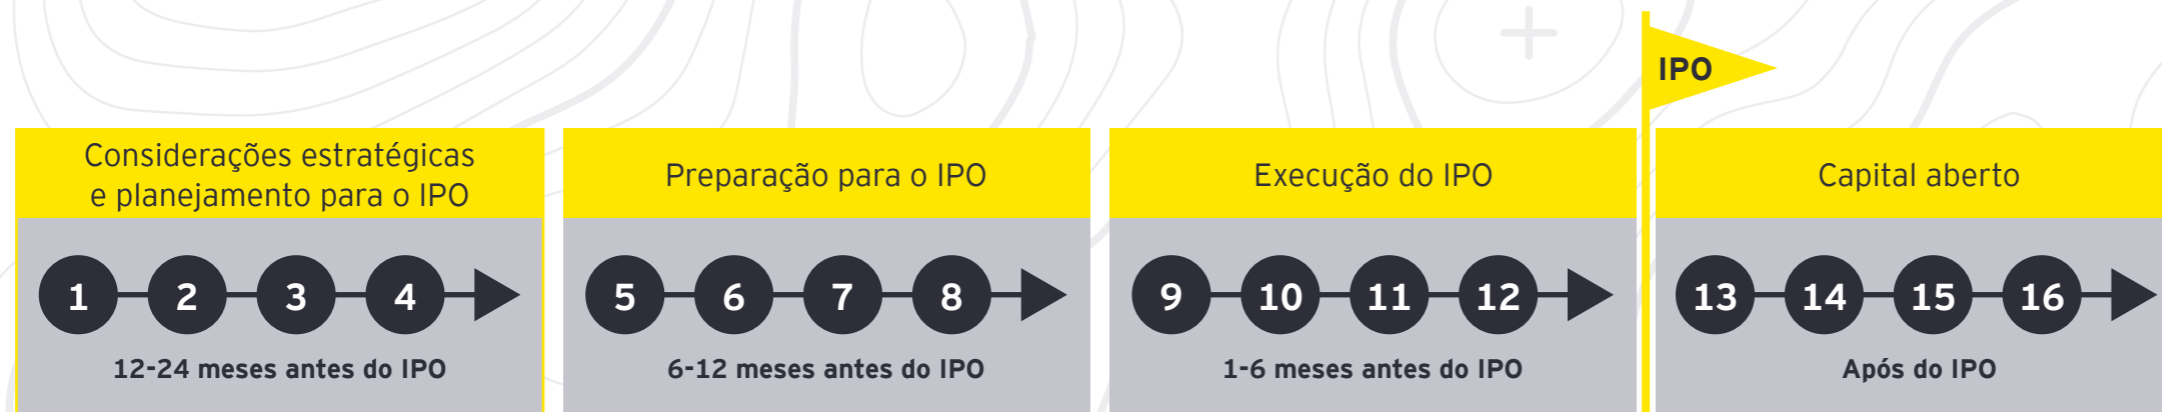 IPO
Considerações estratégicas
e planejamento para o IPO
1 2 3 4
12-24 meses antes do IPO
Preparação para o IPO
5 6 7 8
6-12 meses antes do IPO
Execução do IPO
9 10 11 12
1-6 meses antes do IPO
Capital aberto
13 14 15 16
Após do IPO